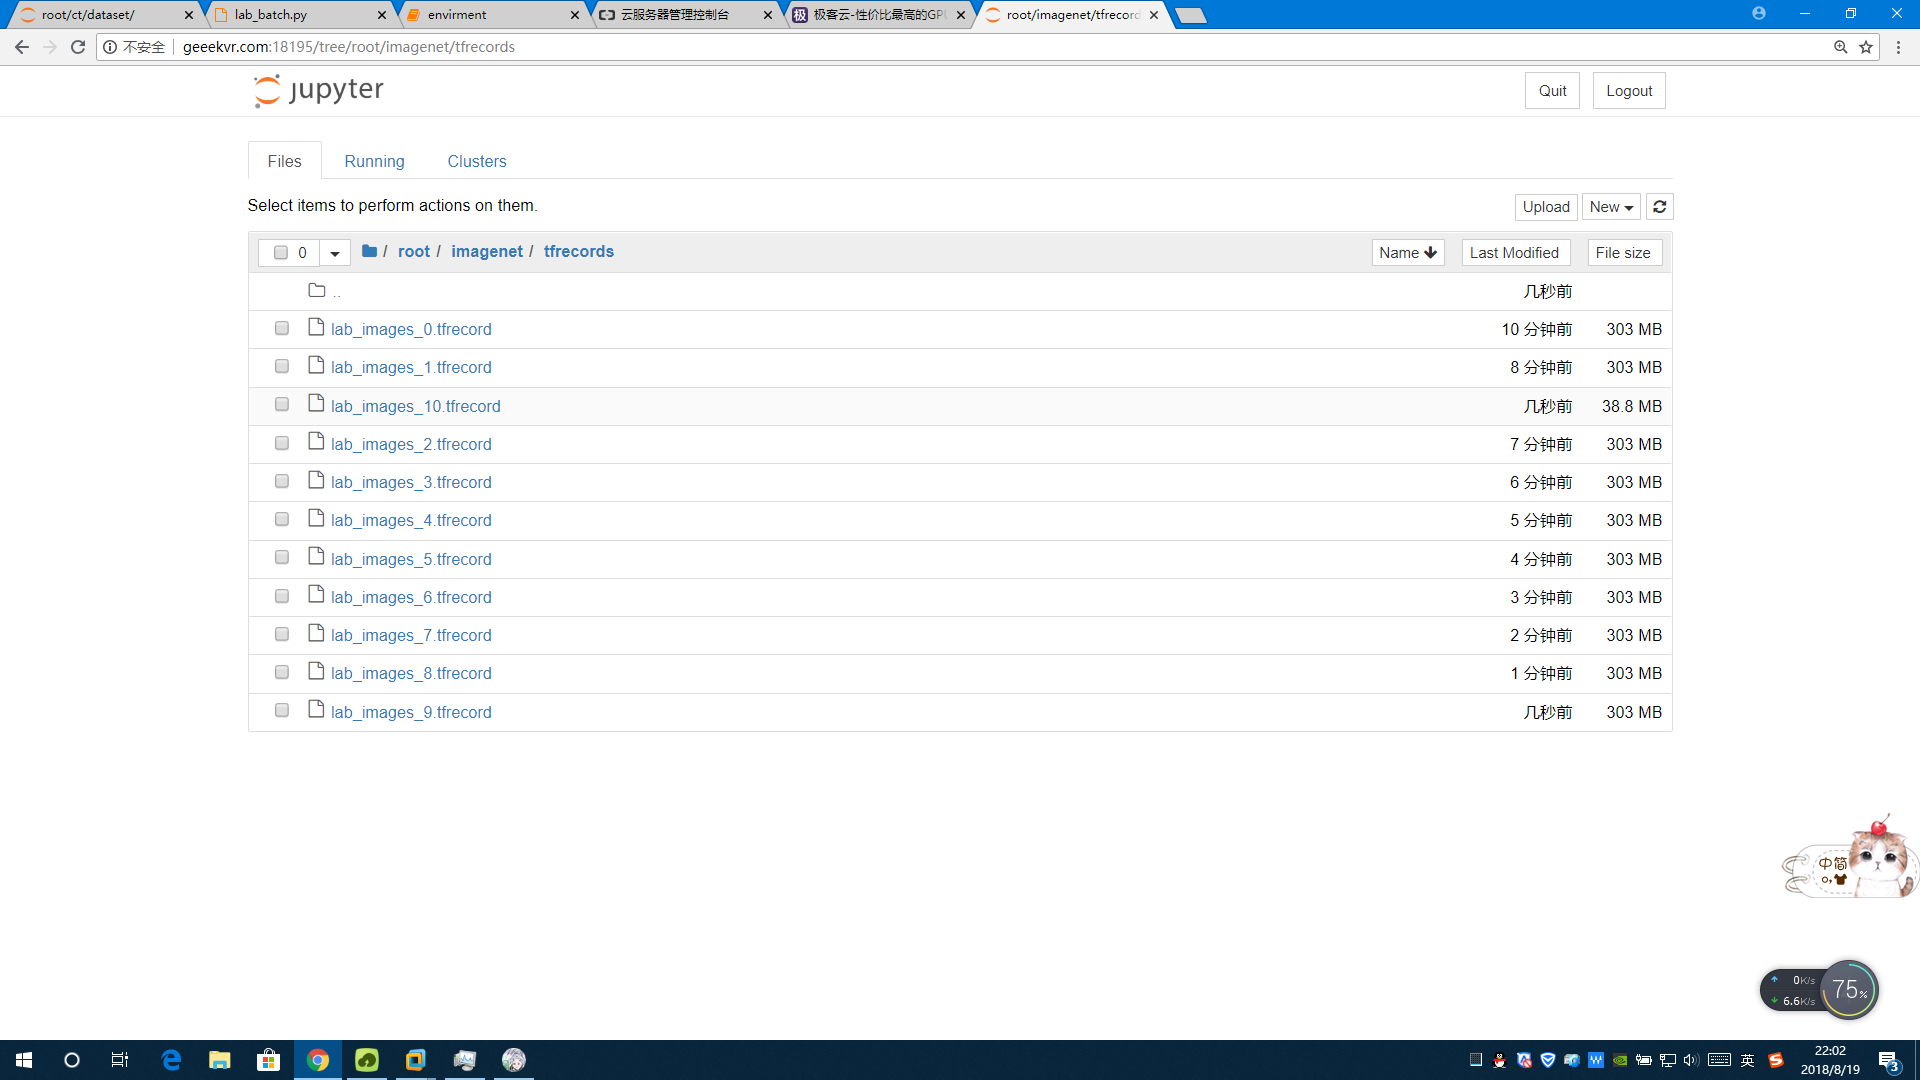 root/ct/dataset/
lab_batch.py
envirment
云服务器管理控制台
极客云-性价比最高的GPU
root/imagenet/tfrecord
不安全
geeekvr.com:18195/tree/root/imagenet/tfrecords
jupyter
Quit
Logout
Files
Running
Clusters
Select items to perform actions on them.
Upload
New
0
/ root / imagenet / tfrecords
Name
Last Modified
File size
..
几秒前
lab_images_0.tfrecord 10 分钟前 303 MB
lab_images_1.tfrecord 8 分钟前 303 MB
lab_images_10.tfrecord 几秒前 38.8 MB
lab_images_2.tfrecord 7 分钟前 303 MB
lab_images_3.tfrecord 6 分钟前 303 MB
lab_images_4.tfrecord 5 分钟前 303 MB
lab_images_5.tfrecord 4 分钟前 303 MB
lab_images_6.tfrecord 3 分钟前 303 MB
lab_images_7.tfrecord 2 分钟前 303 MB
lab_images_8.tfrecord 1 分钟前 303 MB
lab_images_9.tfrecord 几秒前 303 MB
中 简
0K/s
6.6K/s
75%
英
22:02
2018/8/19
3